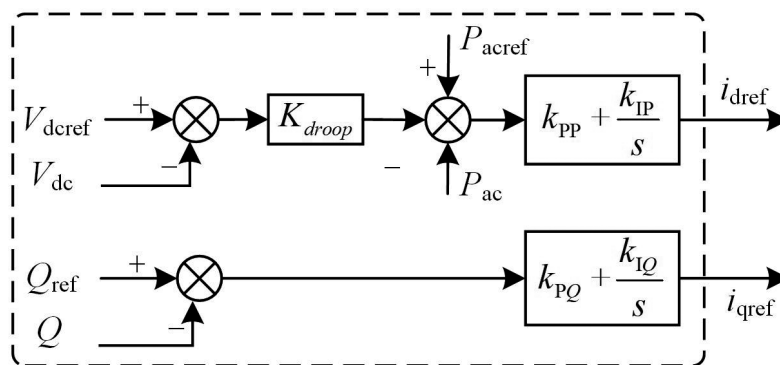 P_acref
+
V_dcref + K_droop k_PP + k_IP / s i_dref
−
V_dc − P_ac
Q_ref + k_PQ + k_IQ / s i_qref
Q −